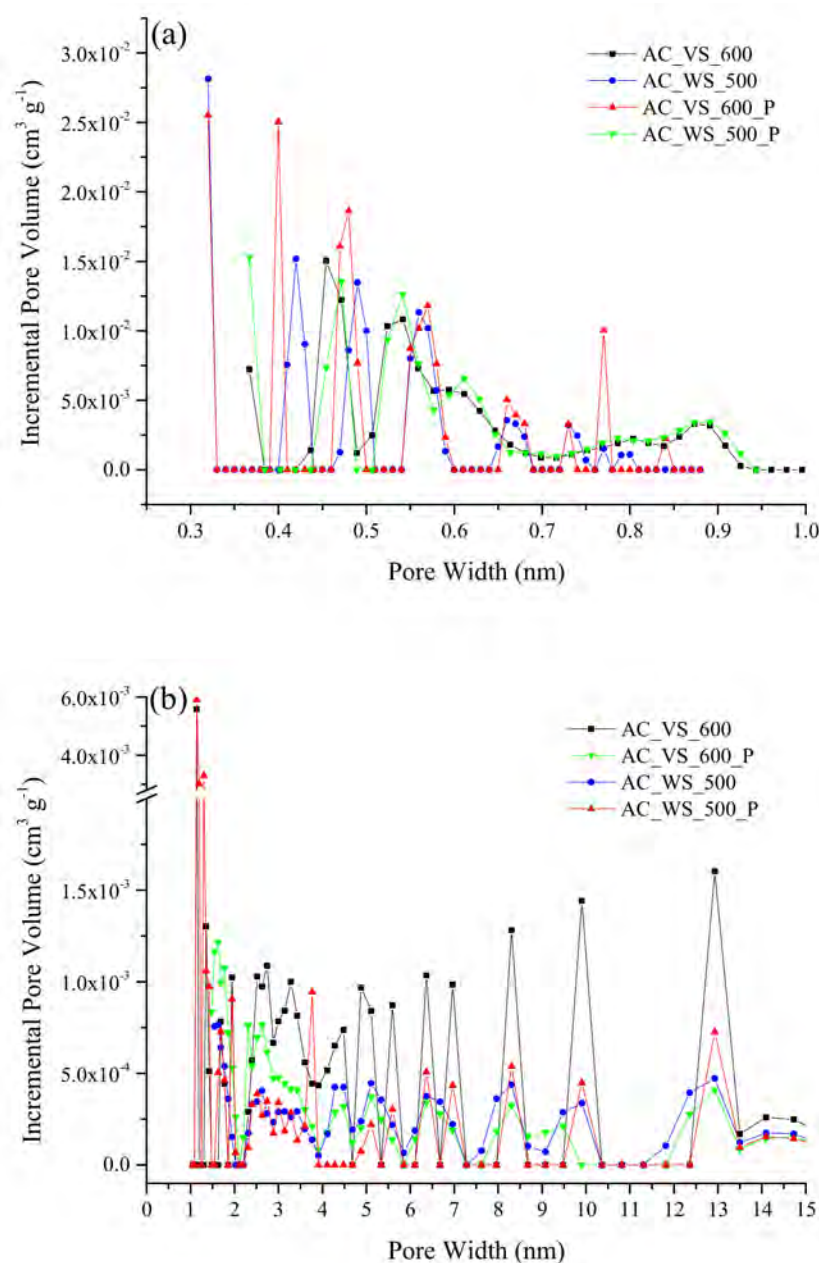 (a)
AC_VS_600
AC_WS_500
AC_VS_600_P
AC_WS_500_P
3.0x10⁻²
2.5x10⁻²
2.0x10⁻²
1.5x10⁻²
1.0x10⁻²
5.0x10⁻³
0.0
Incremental Pore Volume (cm³ g⁻¹)
0.3 0.4 0.5 0.6 0.7 0.8 0.9 1.0
Pore Width (nm)
(b)
AC_VS_600
AC_VS_600_P
AC_WS_500
AC_WS_500_P
6.0x10⁻³
4.0x10⁻³
1.5x10⁻³
1.0x10⁻³
5.0x10⁻⁴
0.0
Incremental Pore Volume (cm³ g⁻¹)
0 1 2 3 4 5 6 7 8 9 10 11 12 13 14 15
Pore Width (nm)